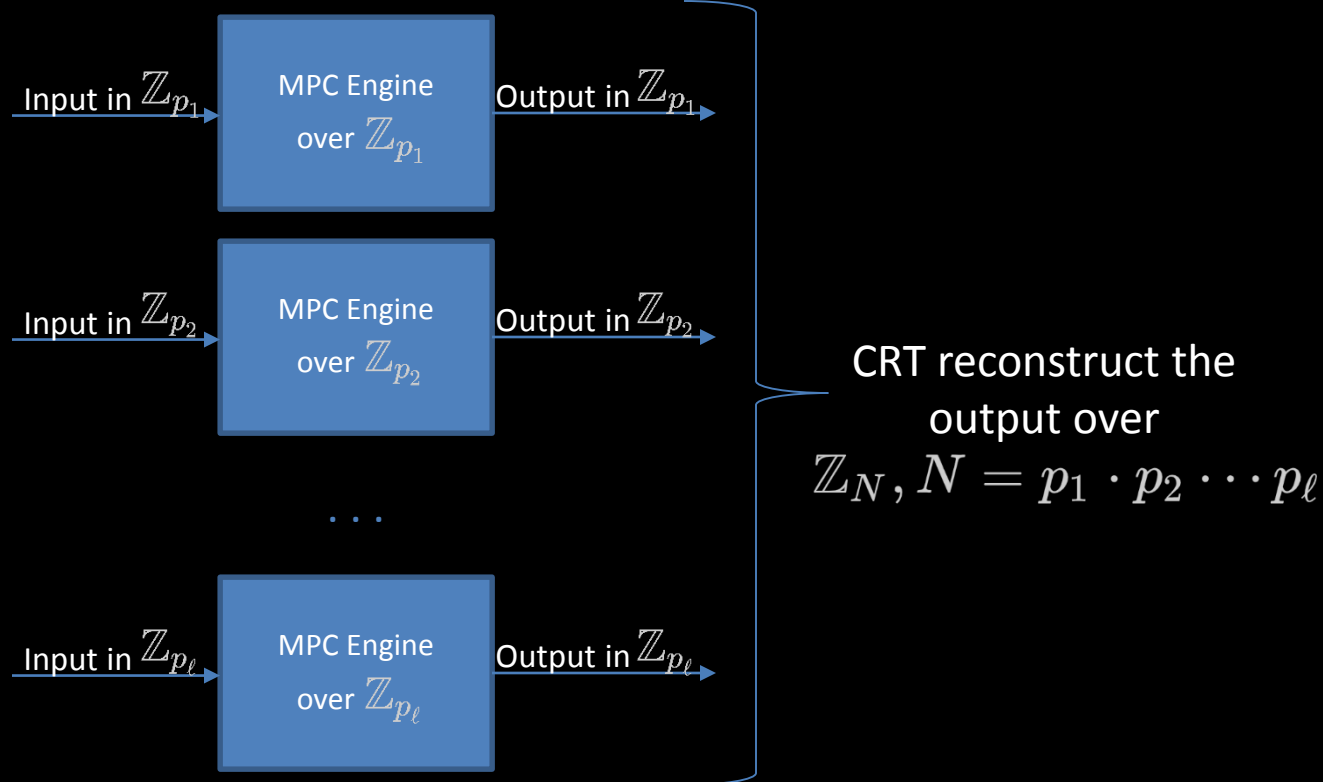 Input in ℤ_{p_1}
MPC Engine
over ℤ_{p_1}
Output in ℤ_{p_1}
Input in ℤ_{p_2}
MPC Engine
over ℤ_{p_2}
Output in ℤ_{p_2}
. . .
Input in ℤ_{p_ℓ}
MPC Engine
over ℤ_{p_ℓ}
Output in ℤ_{p_ℓ}
CRT reconstruct the
output over
ℤ_N, N = p_1 · p_2 ··· p_ℓ